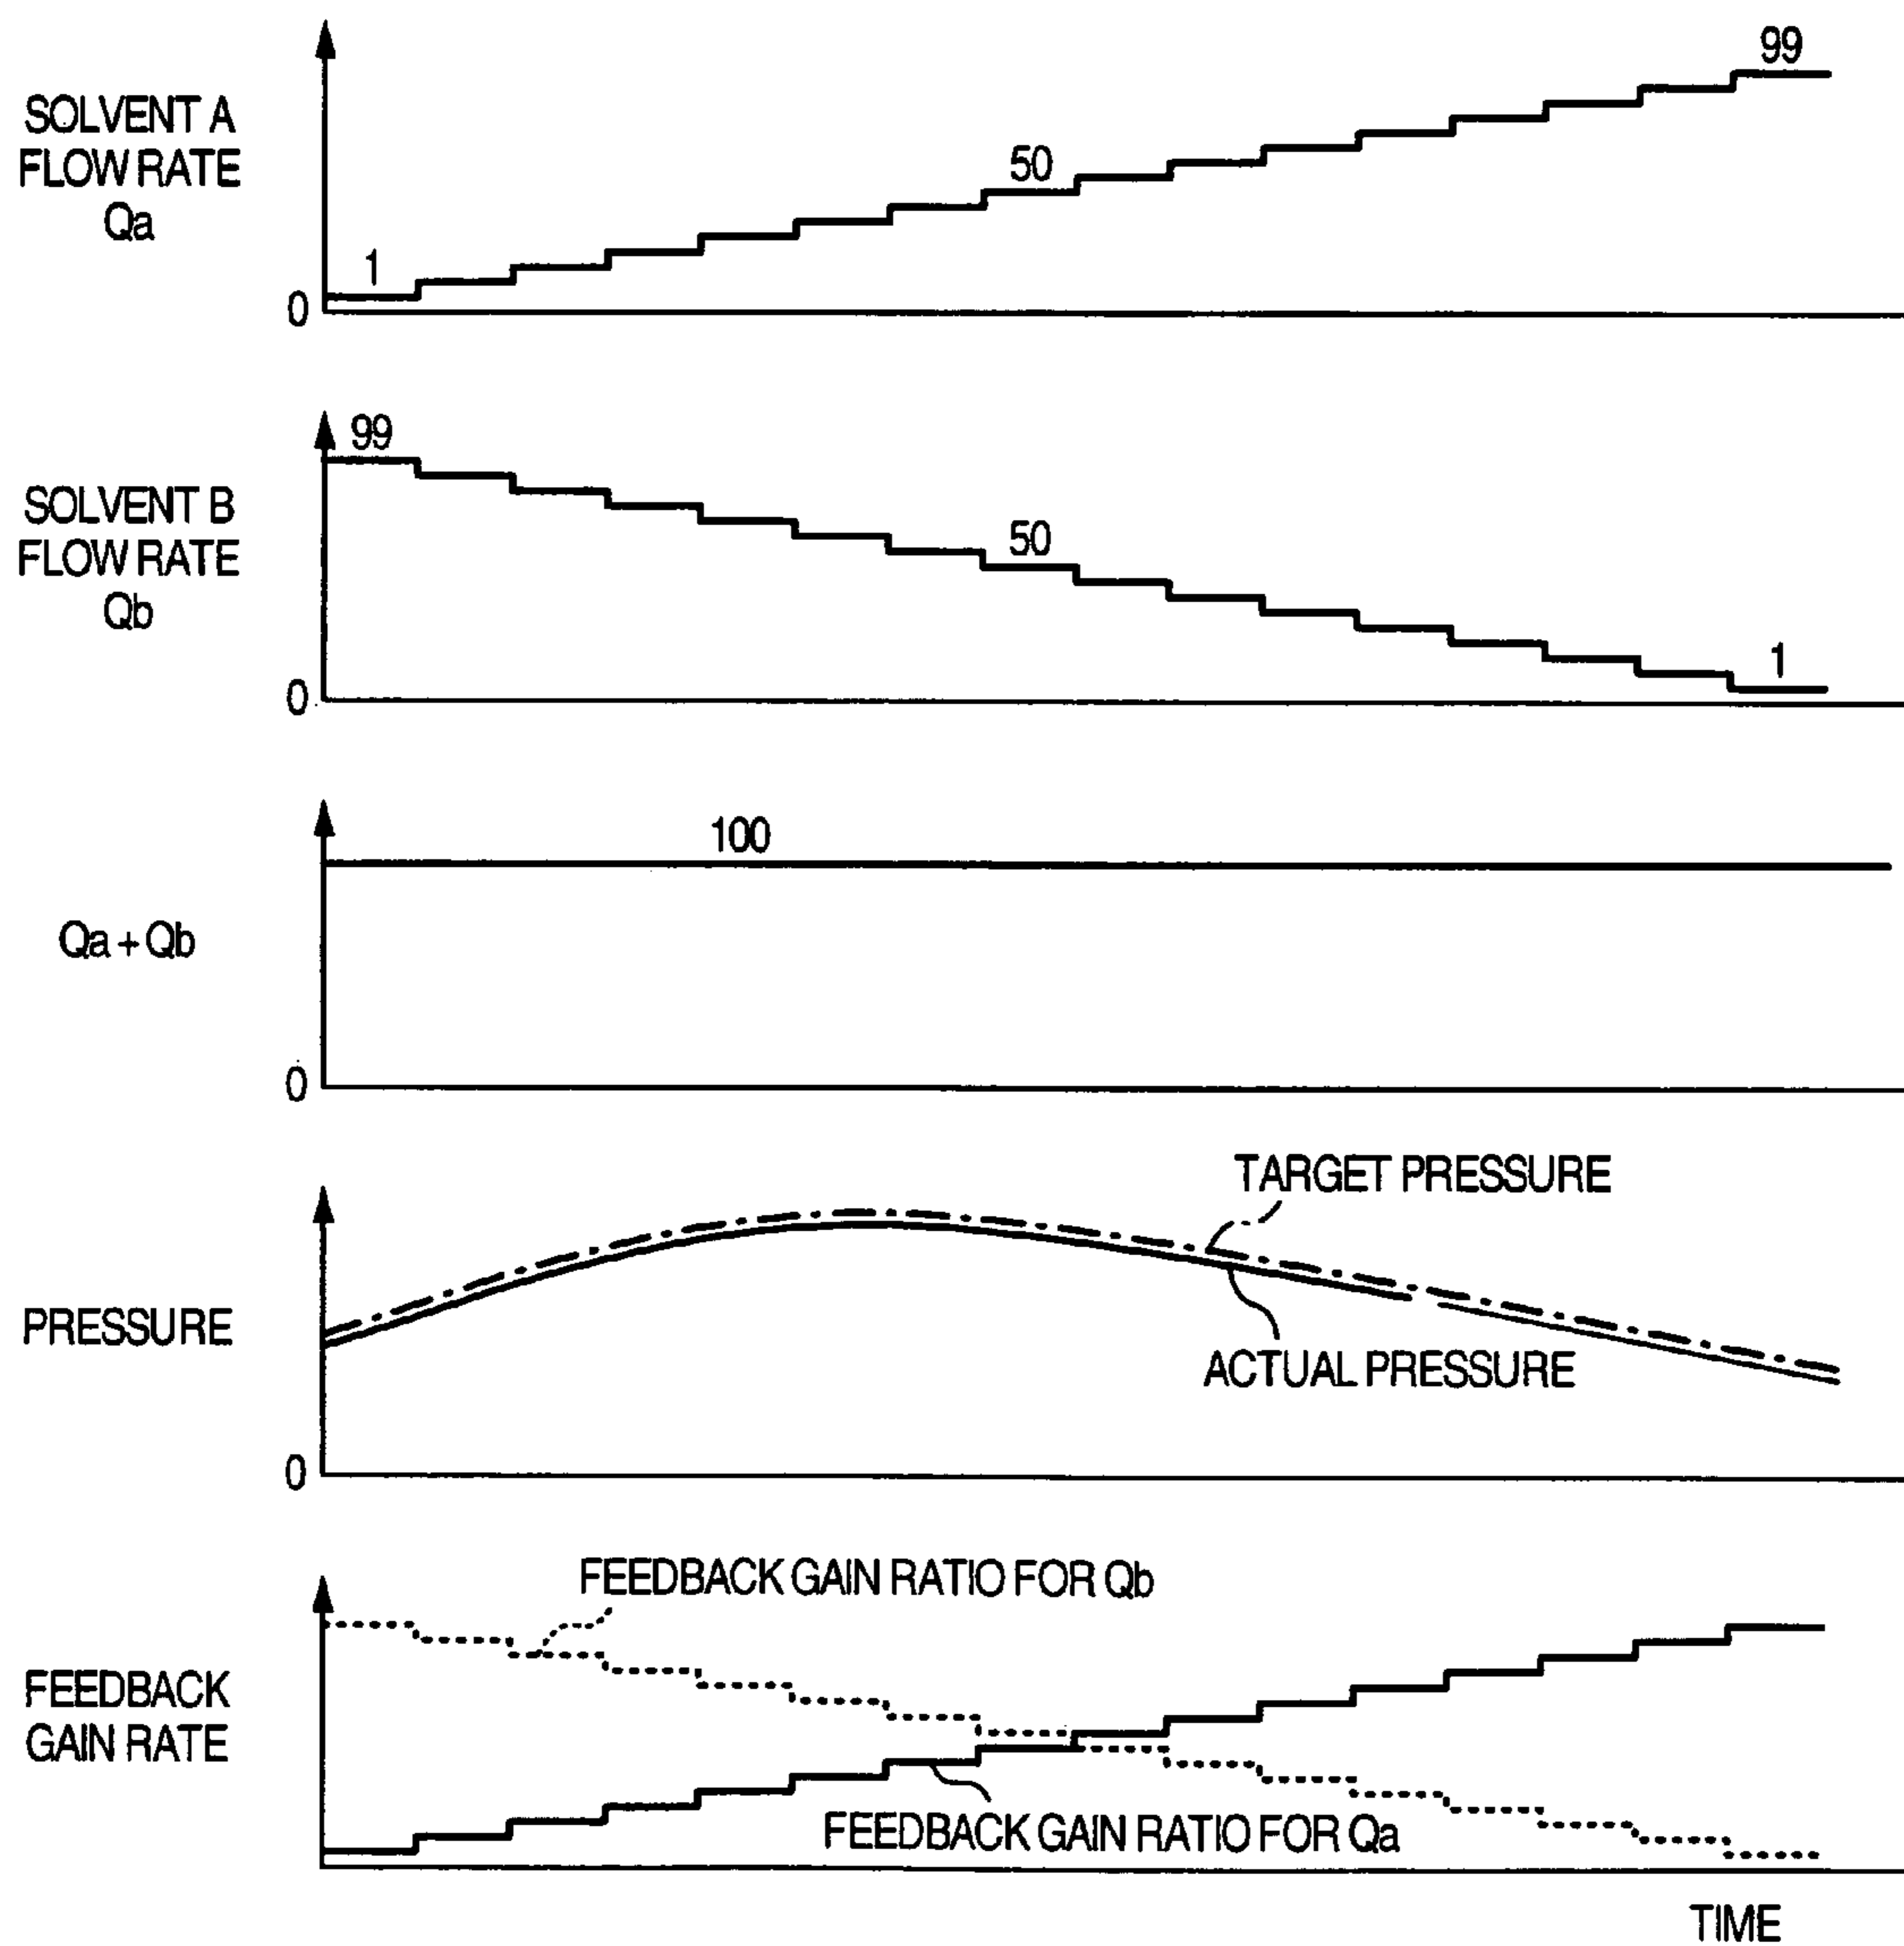 SOLVENT A
FLOW RATE
Qa
99
50
1
0
SOLVENT B
FLOW RATE
Qb
99
50
1
0
Qa + Qb
100
0
PRESSURE
TARGET PRESSURE
ACTUAL PRESSURE
0
FEEDBACK
GAIN RATE
FEEDBACK GAIN RATIO FOR Qb
FEEDBACK GAIN RATIO FOR Qa
TIME